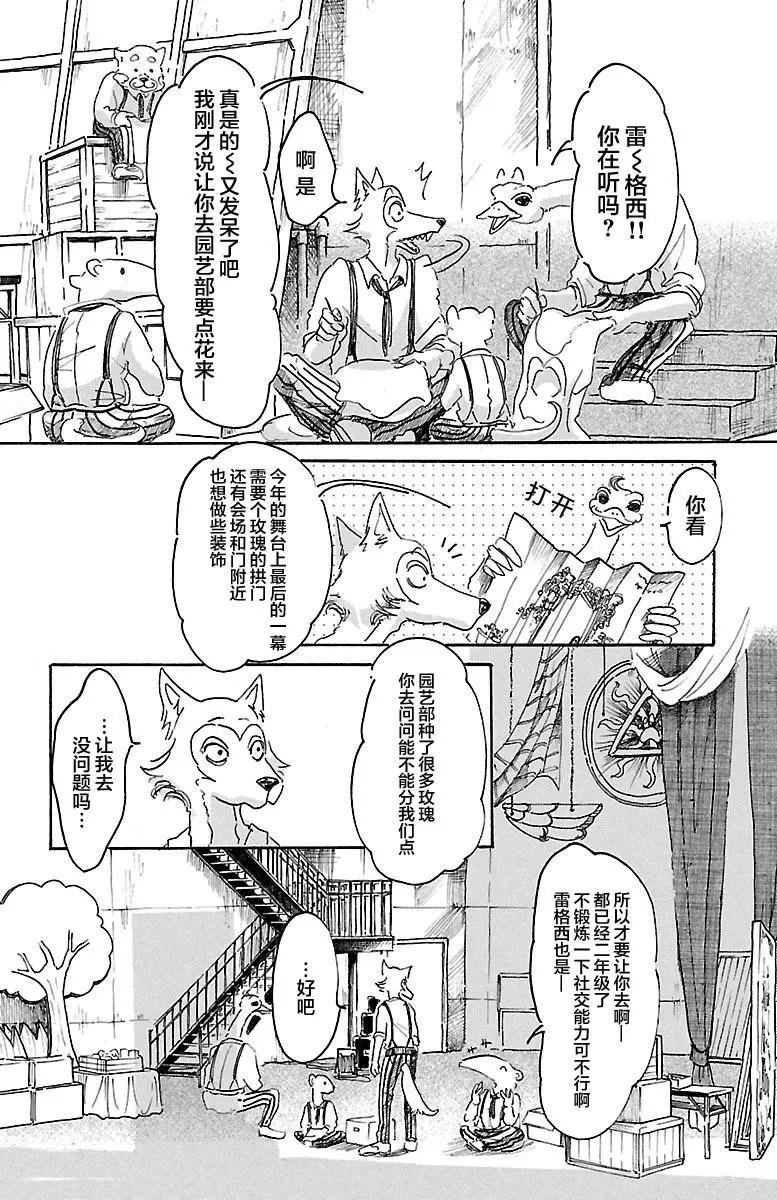 雷～格西!!
你在听吗？
啊
是
真是的～又发呆了吧
我刚才说让你去园艺部要点花来—
你看
打开
今年的舞台上最后的一幕
需要个玫瑰的拱门
还有会场和门附近
也想做些装饰
园艺部种了很多玫瑰
你去问问能不能分我们点
…让我去
没问题吗…
所以才要让你去啊—
都已经二年级了
不锻炼一下社交能力可不行啊
雷格西也是—
…好吧